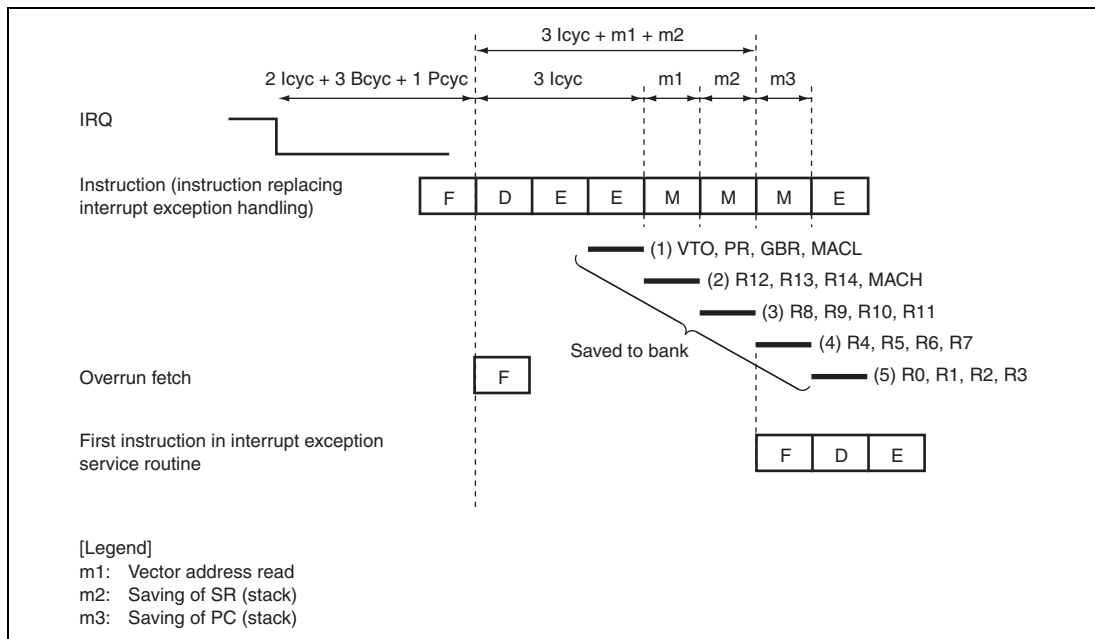 3 Icyc + m1 + m2
2 Icyc + 3 Bcyc + 1 Pcyc 3 Icyc m1 m2 m3
IRQ
Instruction (instruction replacing
interrupt exception handling)
F D E E M M M E
(1) VTO, PR, GBR, MACL
(2) R12, R13, R14, MACH
(3) R8, R9, R10, R11
Saved to bank
(4) R4, R5, R6, R7
Overrun fetch
F
(5) R0, R1, R2, R3
First instruction in interrupt exception
service routine
F D E
[Legend]
m1: Vector address read
m2: Saving of SR (stack)
m3: Saving of PC (stack)